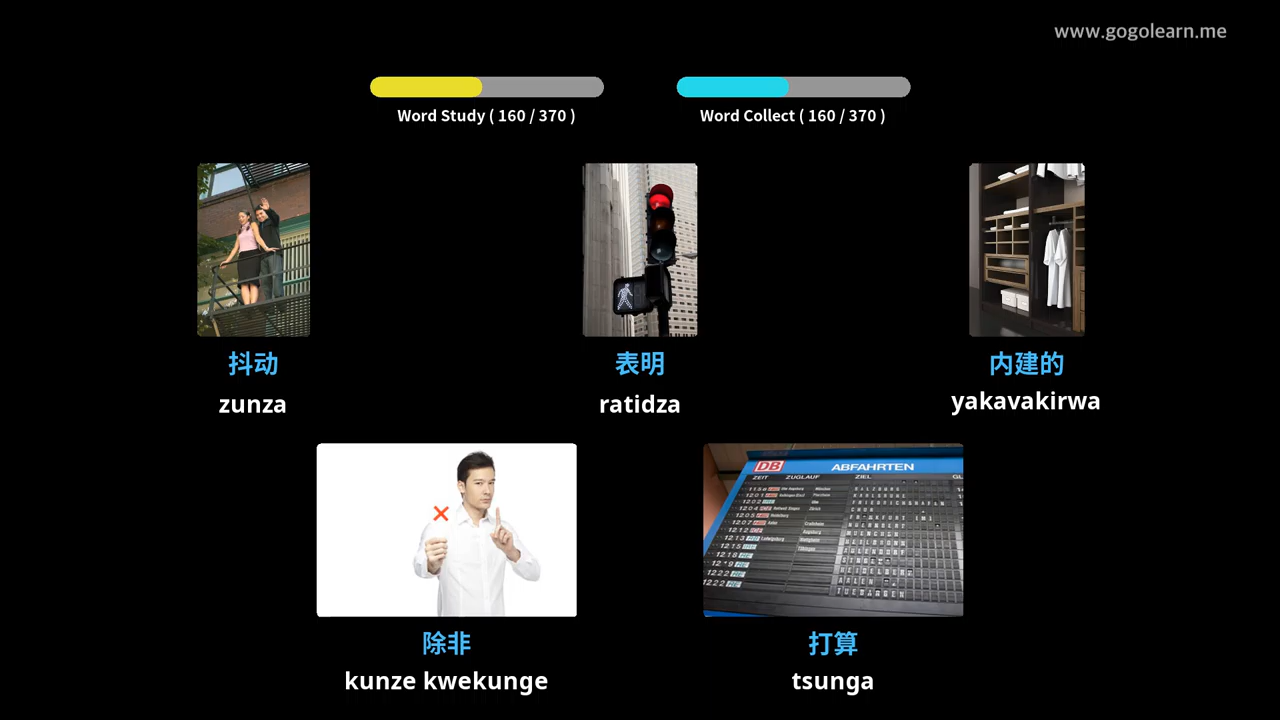 www.gogolearn.me
Word Study ( 160 / 370 )
Word Collect ( 160 / 370 )
抖动
zunza
表明
ratidza
内建的
yakavakirwa
DB
ABFAHRTEN
ZEIT ZUGLAUF ZIEL
除非
kunze kwekunge
打算
tsunga